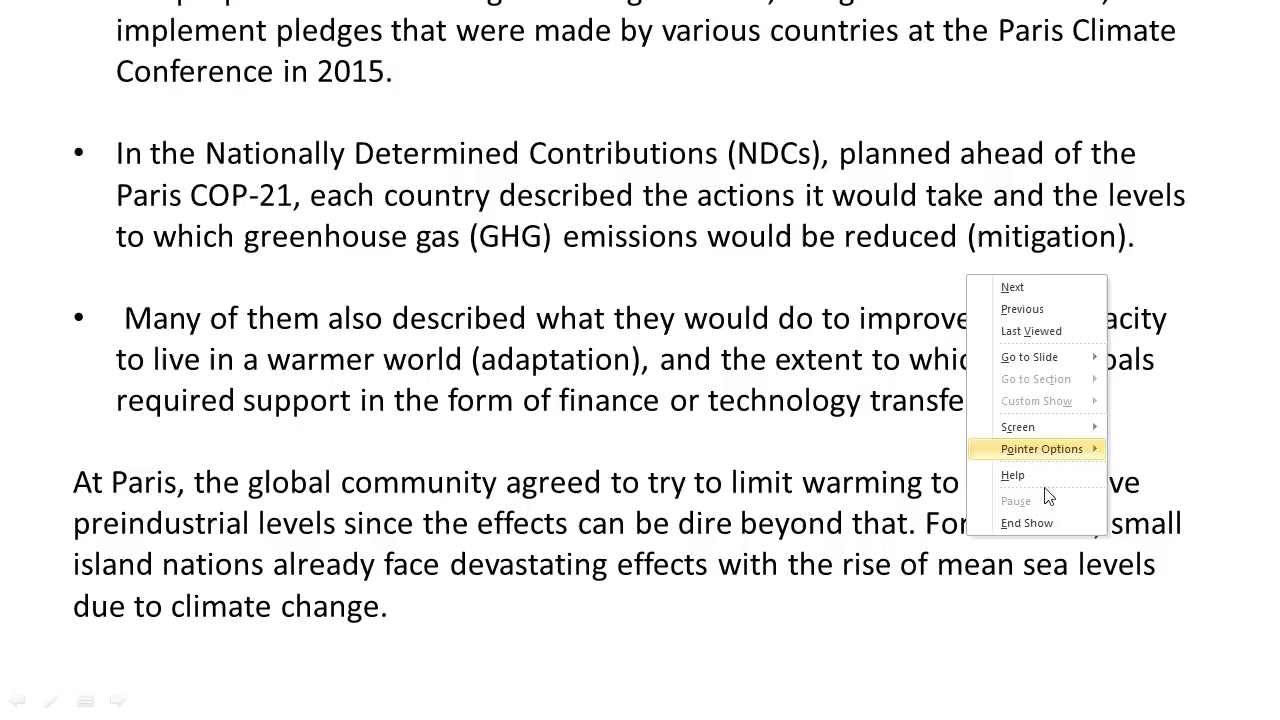 implement pledges that were made by various countries at the Paris Climate
Conference in 2015.
• In the Nationally Determined Contributions (NDCs), planned ahead of the
Paris COP-21, each country described the actions it would take and the levels
to which greenhouse gas (GHG) emissions would be reduced (mitigation).
• Many of them also described what they would do to improve acity
to live in a warmer world (adaptation), and the extent to whic oals
required support in the form of finance or technology transfe
At Paris, the global community agreed to try to limit warming to ve
preindustrial levels since the effects can be dire beyond that. For , small
island nations already face devastating effects with the rise of mean sea levels
due to climate change.
Next
Previous
Last Viewed
Go to Slide
Go to Section
Custom Show
Screen
Pointer Options
Help
Pause
End Show